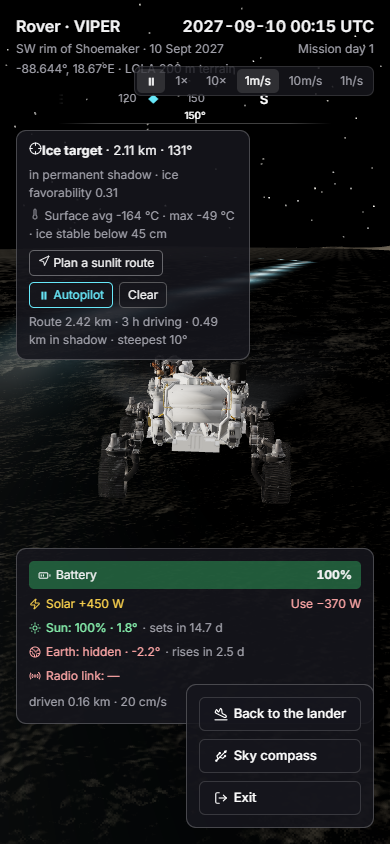 Rover · VIPER
2027-09-10 00:15 UTC
SW rim of Shoemaker · 10 Sept 2027
Mission day 1
-88.644°, 18.67°E · LOLA 200 m terrain
1× 10× 1m/s 10m/s 1h/s
120 150 S
150°
Ice target · 2.11 km · 131°
in permanent shadow · ice
favorability 0.31
Surface avg -164 °C · max -49 °C
· ice stable below 45 cm
Plan a sunlit route
Autopilot
Clear
Route 2.42 km · 3 h driving · 0.49
km in shadow · steepest 10°
Battery 100%
Solar +450 W
Use −370 W
Sun: 100% · 1.8° · sets in 14.7 d
Earth: hidden · -2.2° · rises in 2.5 d
Radio link: —
driven 0.16 km · 20 cm/s
Back to the lander
Sky compass
Exit